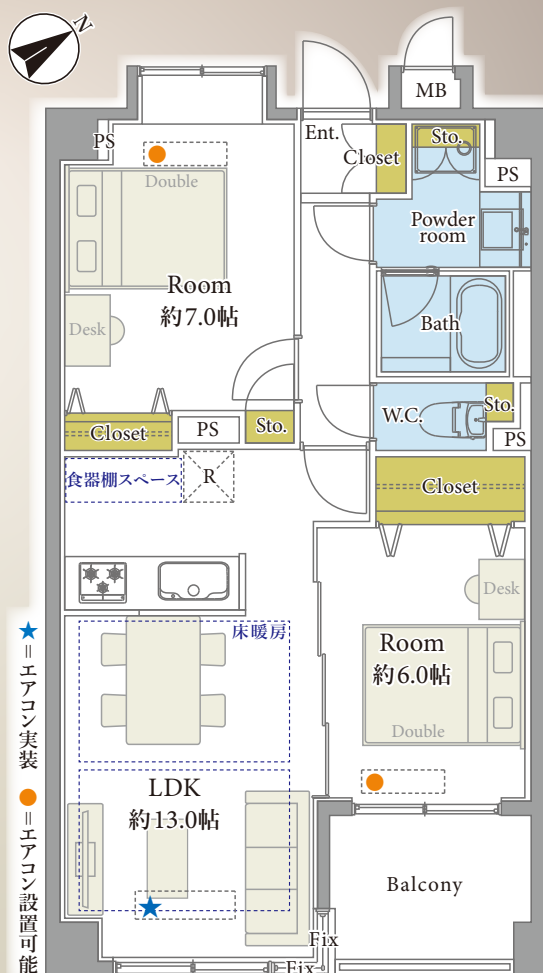 N
MB
PS
Ent.
Closet
Sto.
PS
Double
Powder
room
Room
約7.0帖
Desk
Bath
Closet
PS
Sto.
W.C.
Sto.
PS
食器棚スペース
R
Closet
Desk
床暖房
Room
約6.0帖
Double
LDK
約13.0帖
Balcony
Fix
Fix
★=エアコン実装 ●=エアコン設置可能